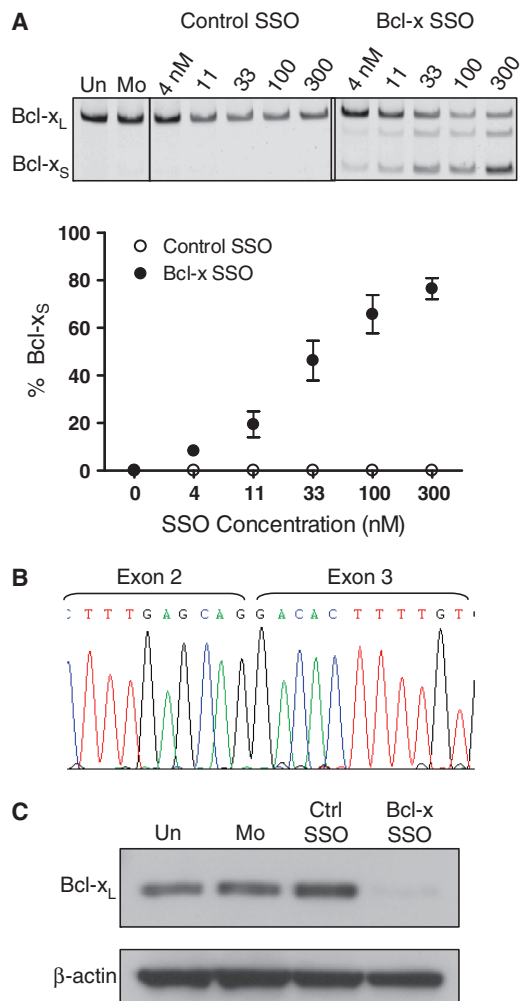 A
Control SSO Bcl-x SSO
Un Mo 4 nM 11 33 100 300 4 nM 11 33 100 300
Bcl-xL
Bcl-xS
100
80
60
40
20
0
% Bcl-xS
Control SSO
Bcl-x SSO
0 4 11 33 100 300
SSO Concentration (nM)
B
Exon 2 Exon 3
C T T T G A G C A G G A C A C T T T T G T
C
Un Mo Ctrl SSO Bcl-x SSO
Bcl-xL
β-actin